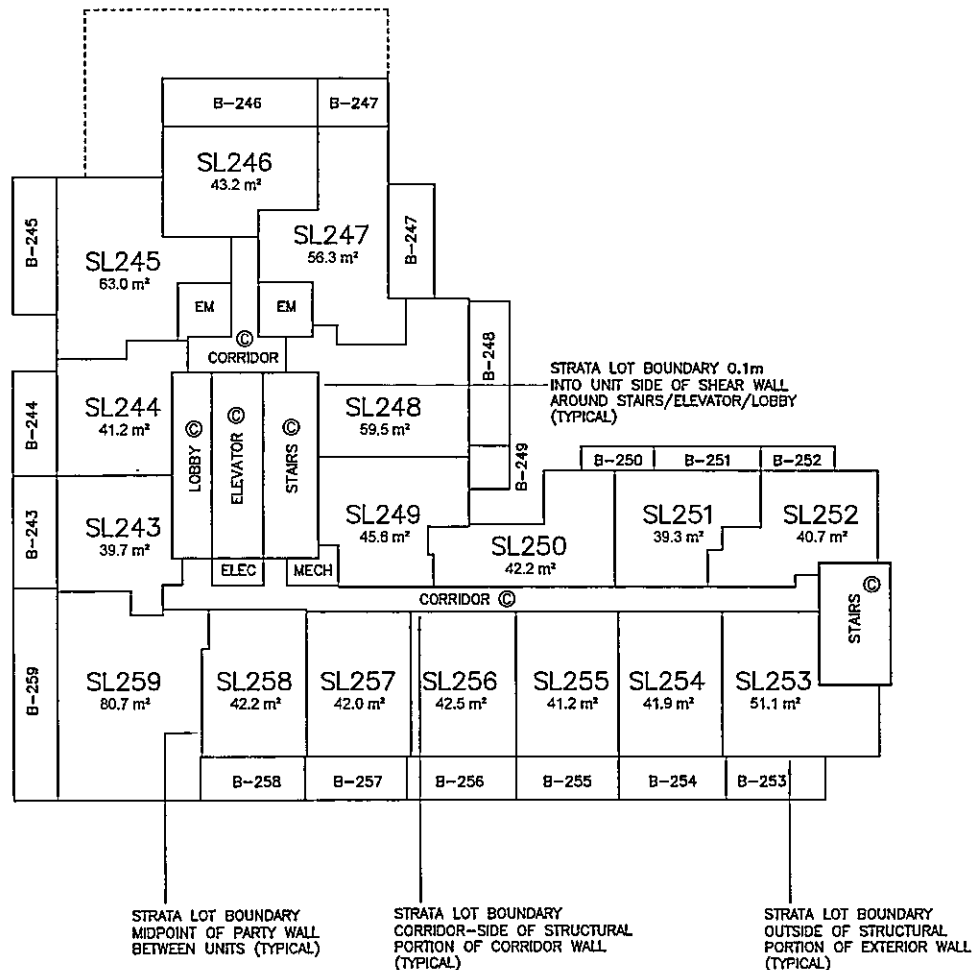 B-246
B-247
SL246
43.2 m²
B-245
SL245
63.0 m²
SL247
56.3 m²
B-247
EM
EM
©
CORRIDOR
B-248
STRATA LOT BOUNDARY 0.1m
INTO UNIT SIDE OF SHEAR WALL
AROUND STAIRS/ELEVATOR/LOBBY
(TYPICAL)
B-244
SL244
41.2 m²
LOBBY ©
ELEVATOR ©
STAIRS ©
SL248
59.5 m²
B-249
B-250
B-251
B-252
B-243
SL243
39.7 m²
SL249
45.6 m²
SL250
42.2 m²
SL251
39.3 m²
SL252
40.7 m²
ELEC
MECH
CORRIDOR ©
STAIRS ©
B-259
SL259
80.7 m²
SL258
42.2 m²
SL257
42.0 m²
SL256
42.5 m²
SL255
41.2 m²
SL254
41.9 m²
SL253
51.1 m²
B-258
B-257
B-256
B-255
B-254
B-253
STRATA LOT BOUNDARY
MIDPOINT OF PARTY WALL
BETWEEN UNITS (TYPICAL)
STRATA LOT BOUNDARY
CORRIDOR-SIDE OF STRUCTURAL
PORTION OF CORRIDOR WALL
(TYPICAL)
STRATA LOT BOUNDARY
OUTSIDE OF STRUCTURAL
PORTION OF EXTERIOR WALL
(TYPICAL)